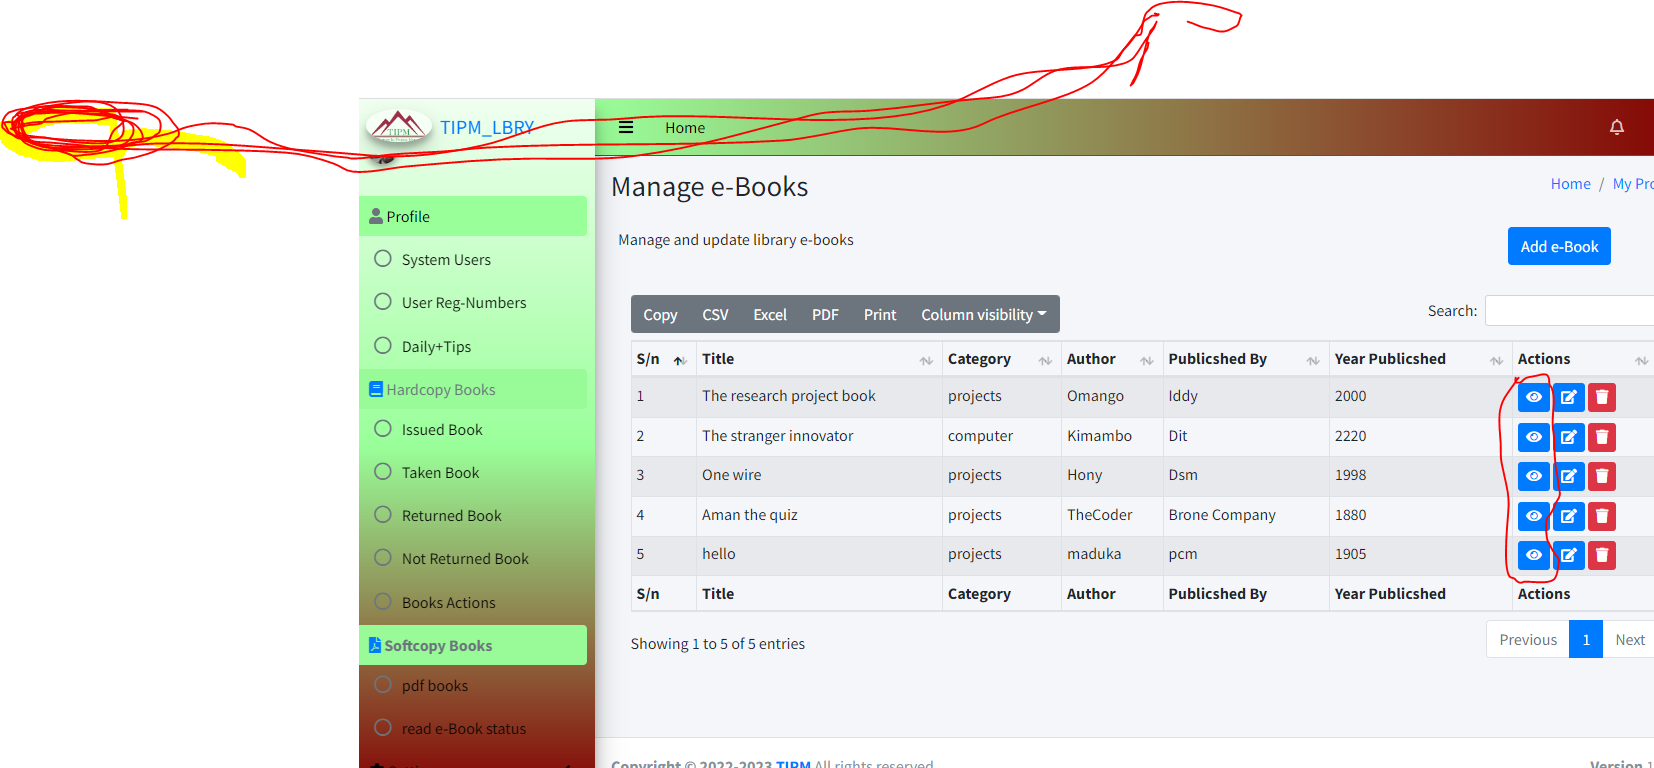 TIPM
TIPM_LBRY
Home
Profile
System Users
User Reg-Numbers
Daily+Tips
Hardcopy Books
Issued Book
Taken Book
Returned Book
Not Returned Book
Books Actions
Softcopy Books
pdf books
read e-Book status
Manage e-Books
Home / My Pro
Manage and update library e-books
Add e-Book
Copy CSV Excel PDF Print Column visibility
Search:
S/n Title Category Author Publicshed By Year Publicshed Actions
1 The research project book projects Omango Iddy 2000
2 The stranger innovator computer Kimambo Dit 2220
3 One wire projects Hony Dsm 1998
4 Aman the quiz projects TheCoder Brone Company 1880
5 hello projects maduka pcm 1905
S/n Title Category Author Publicshed By Year Publicshed Actions
Showing 1 to 5 of 5 entries
Previous 1 Next
Copyright © 2022-2023 TIPM All rights reserved
Version 1